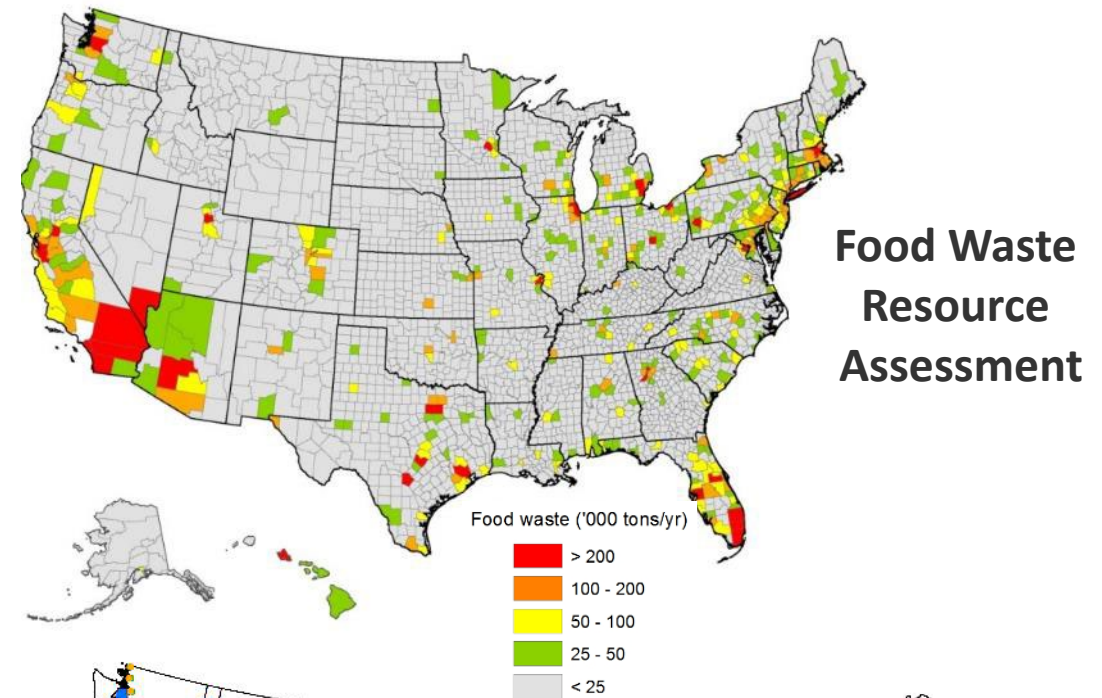 Food Waste
Resource
Assessment
Food waste ('000 tons/yr)
> 200
100 - 200
50 - 100
25 - 50
< 25